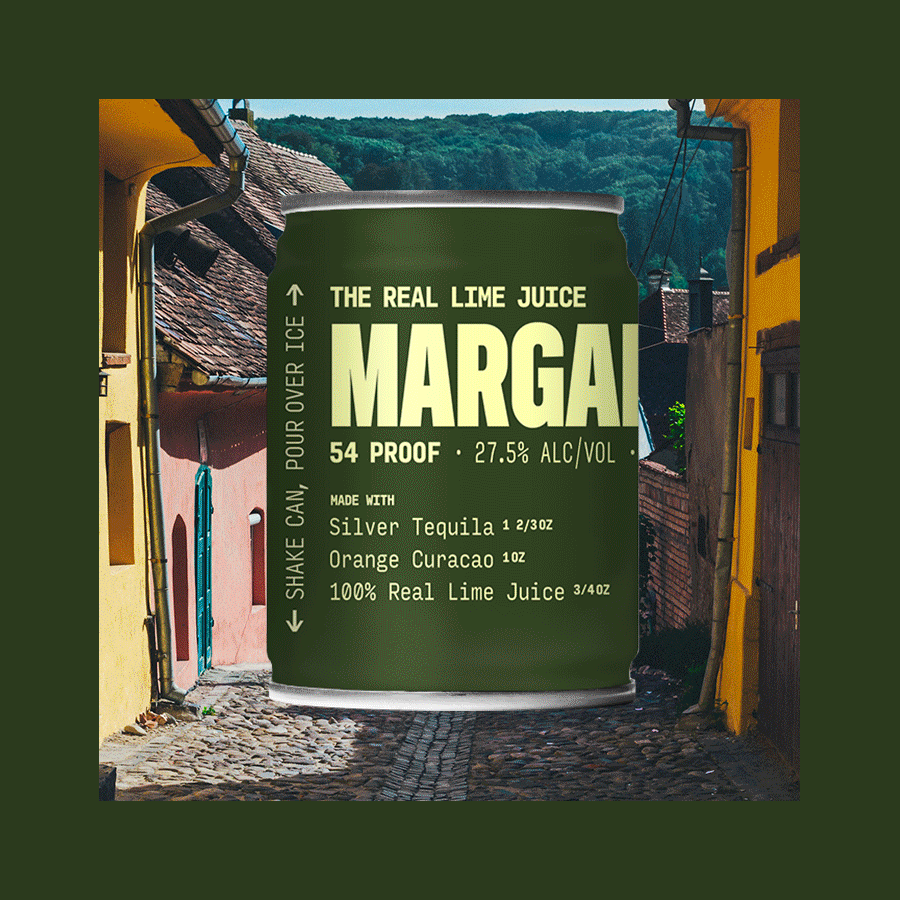 THE REAL LIME JUICE
MARGAI
54 PROOF · 27.5% ALC/VOL ·
MADE WITH
Silver Tequila 1 2/3OZ
Orange Curacao 1OZ
100% Real Lime Juice 3/4OZ
← SHAKE CAN, POUR OVER ICE →